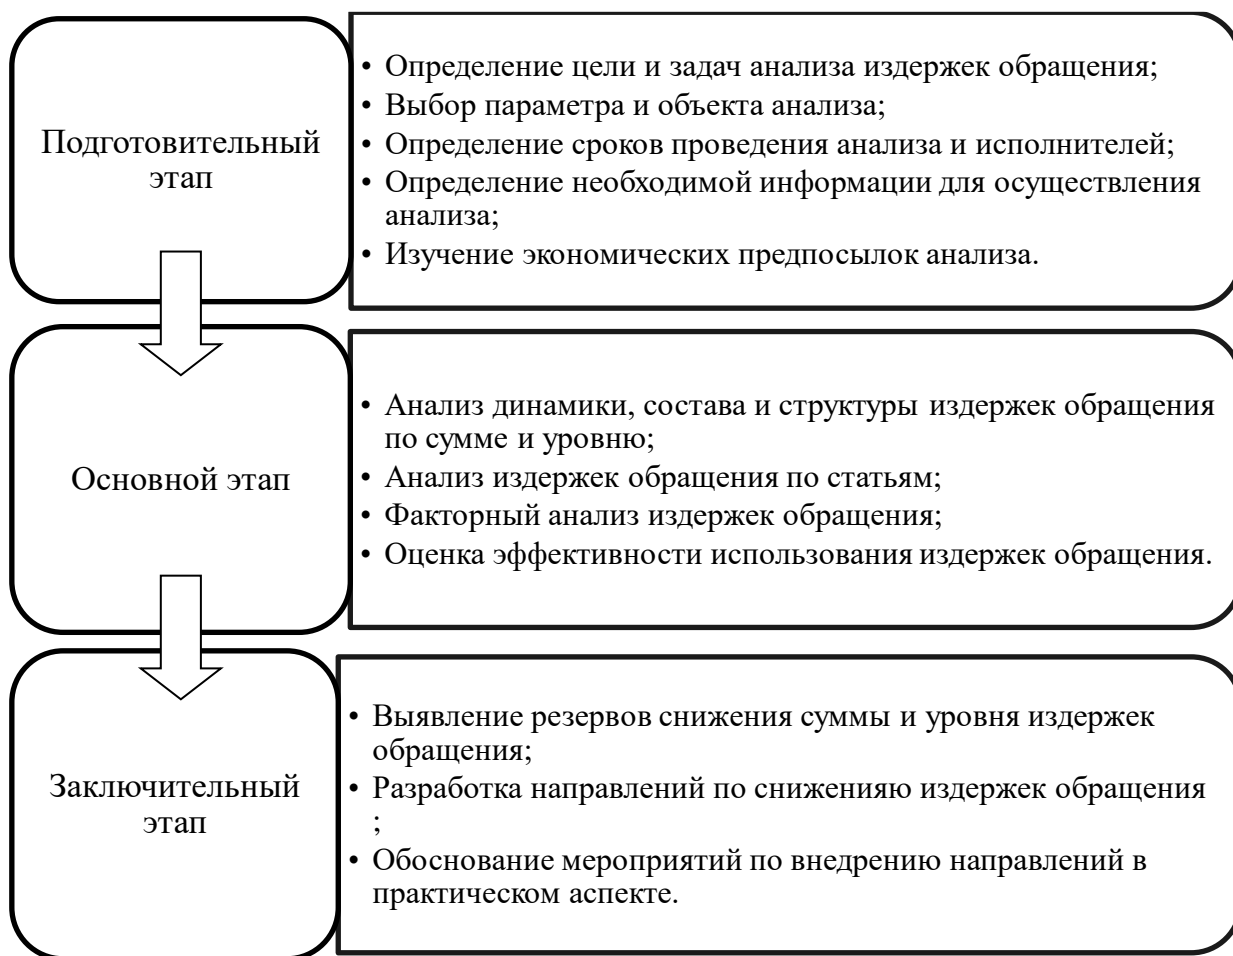 Подготовительный
этап
• Определение цели и задач анализа издержек обращения;
• Выбор параметра и объекта анализа;
• Определение сроков проведения анализа и исполнителей;
• Определение необходимой информации для осуществления
анализа;
• Изучение экономических предпосылок анализа.
Основной этап
• Анализ динамики, состава и структуры издержек обращения
по сумме и уровню;
• Анализ издержек обращения по статьям;
• Факторный анализ издержек обращения;
• Оценка эффективности использования издержек обращения.
Заключительный
этап
• Выявление резервов снижения суммы и уровня издержек
обращения;
• Разработка направлений по сниженияю издержек обращения
;
• Обоснование мероприятий по внедрению направлений в
практическом аспекте.